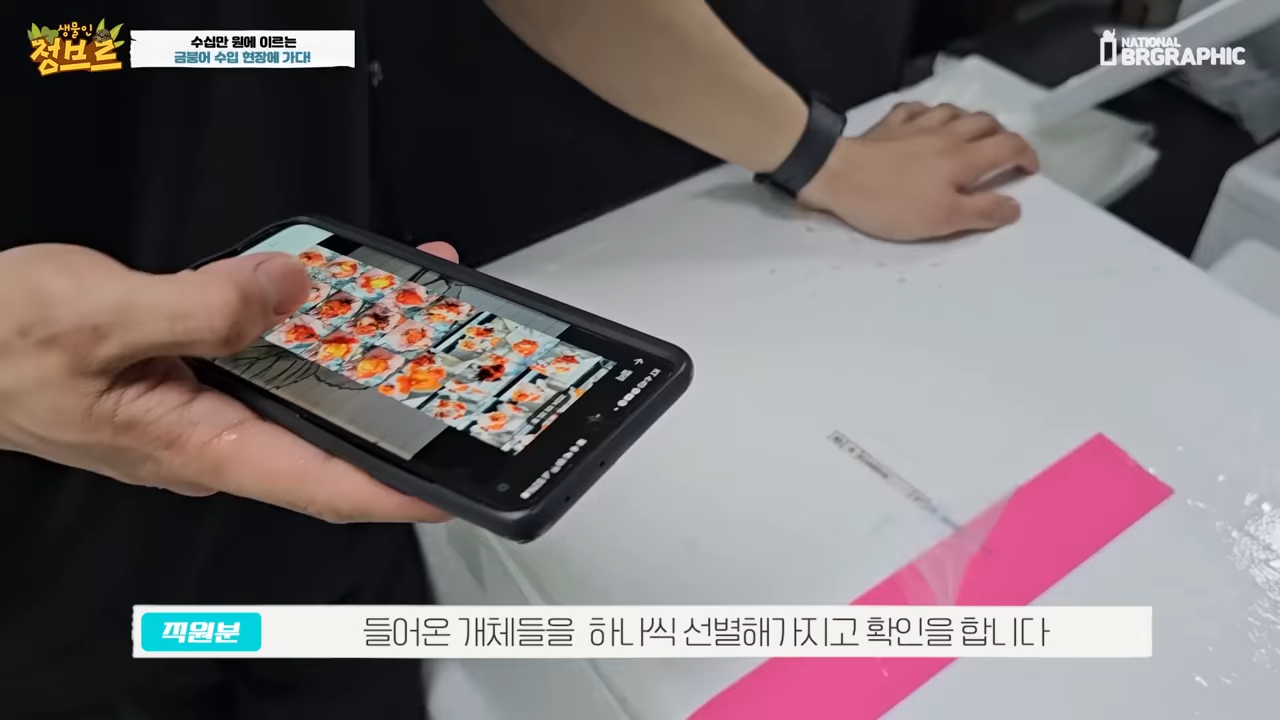 생물인
정브르
수십만 원에 이르는
금붕어 수입 현장에 가다!
NATIONAL
BRGRAPHIC
직원분
들어온 개체들을 하나씩 선별해가지고 확인을 합니다